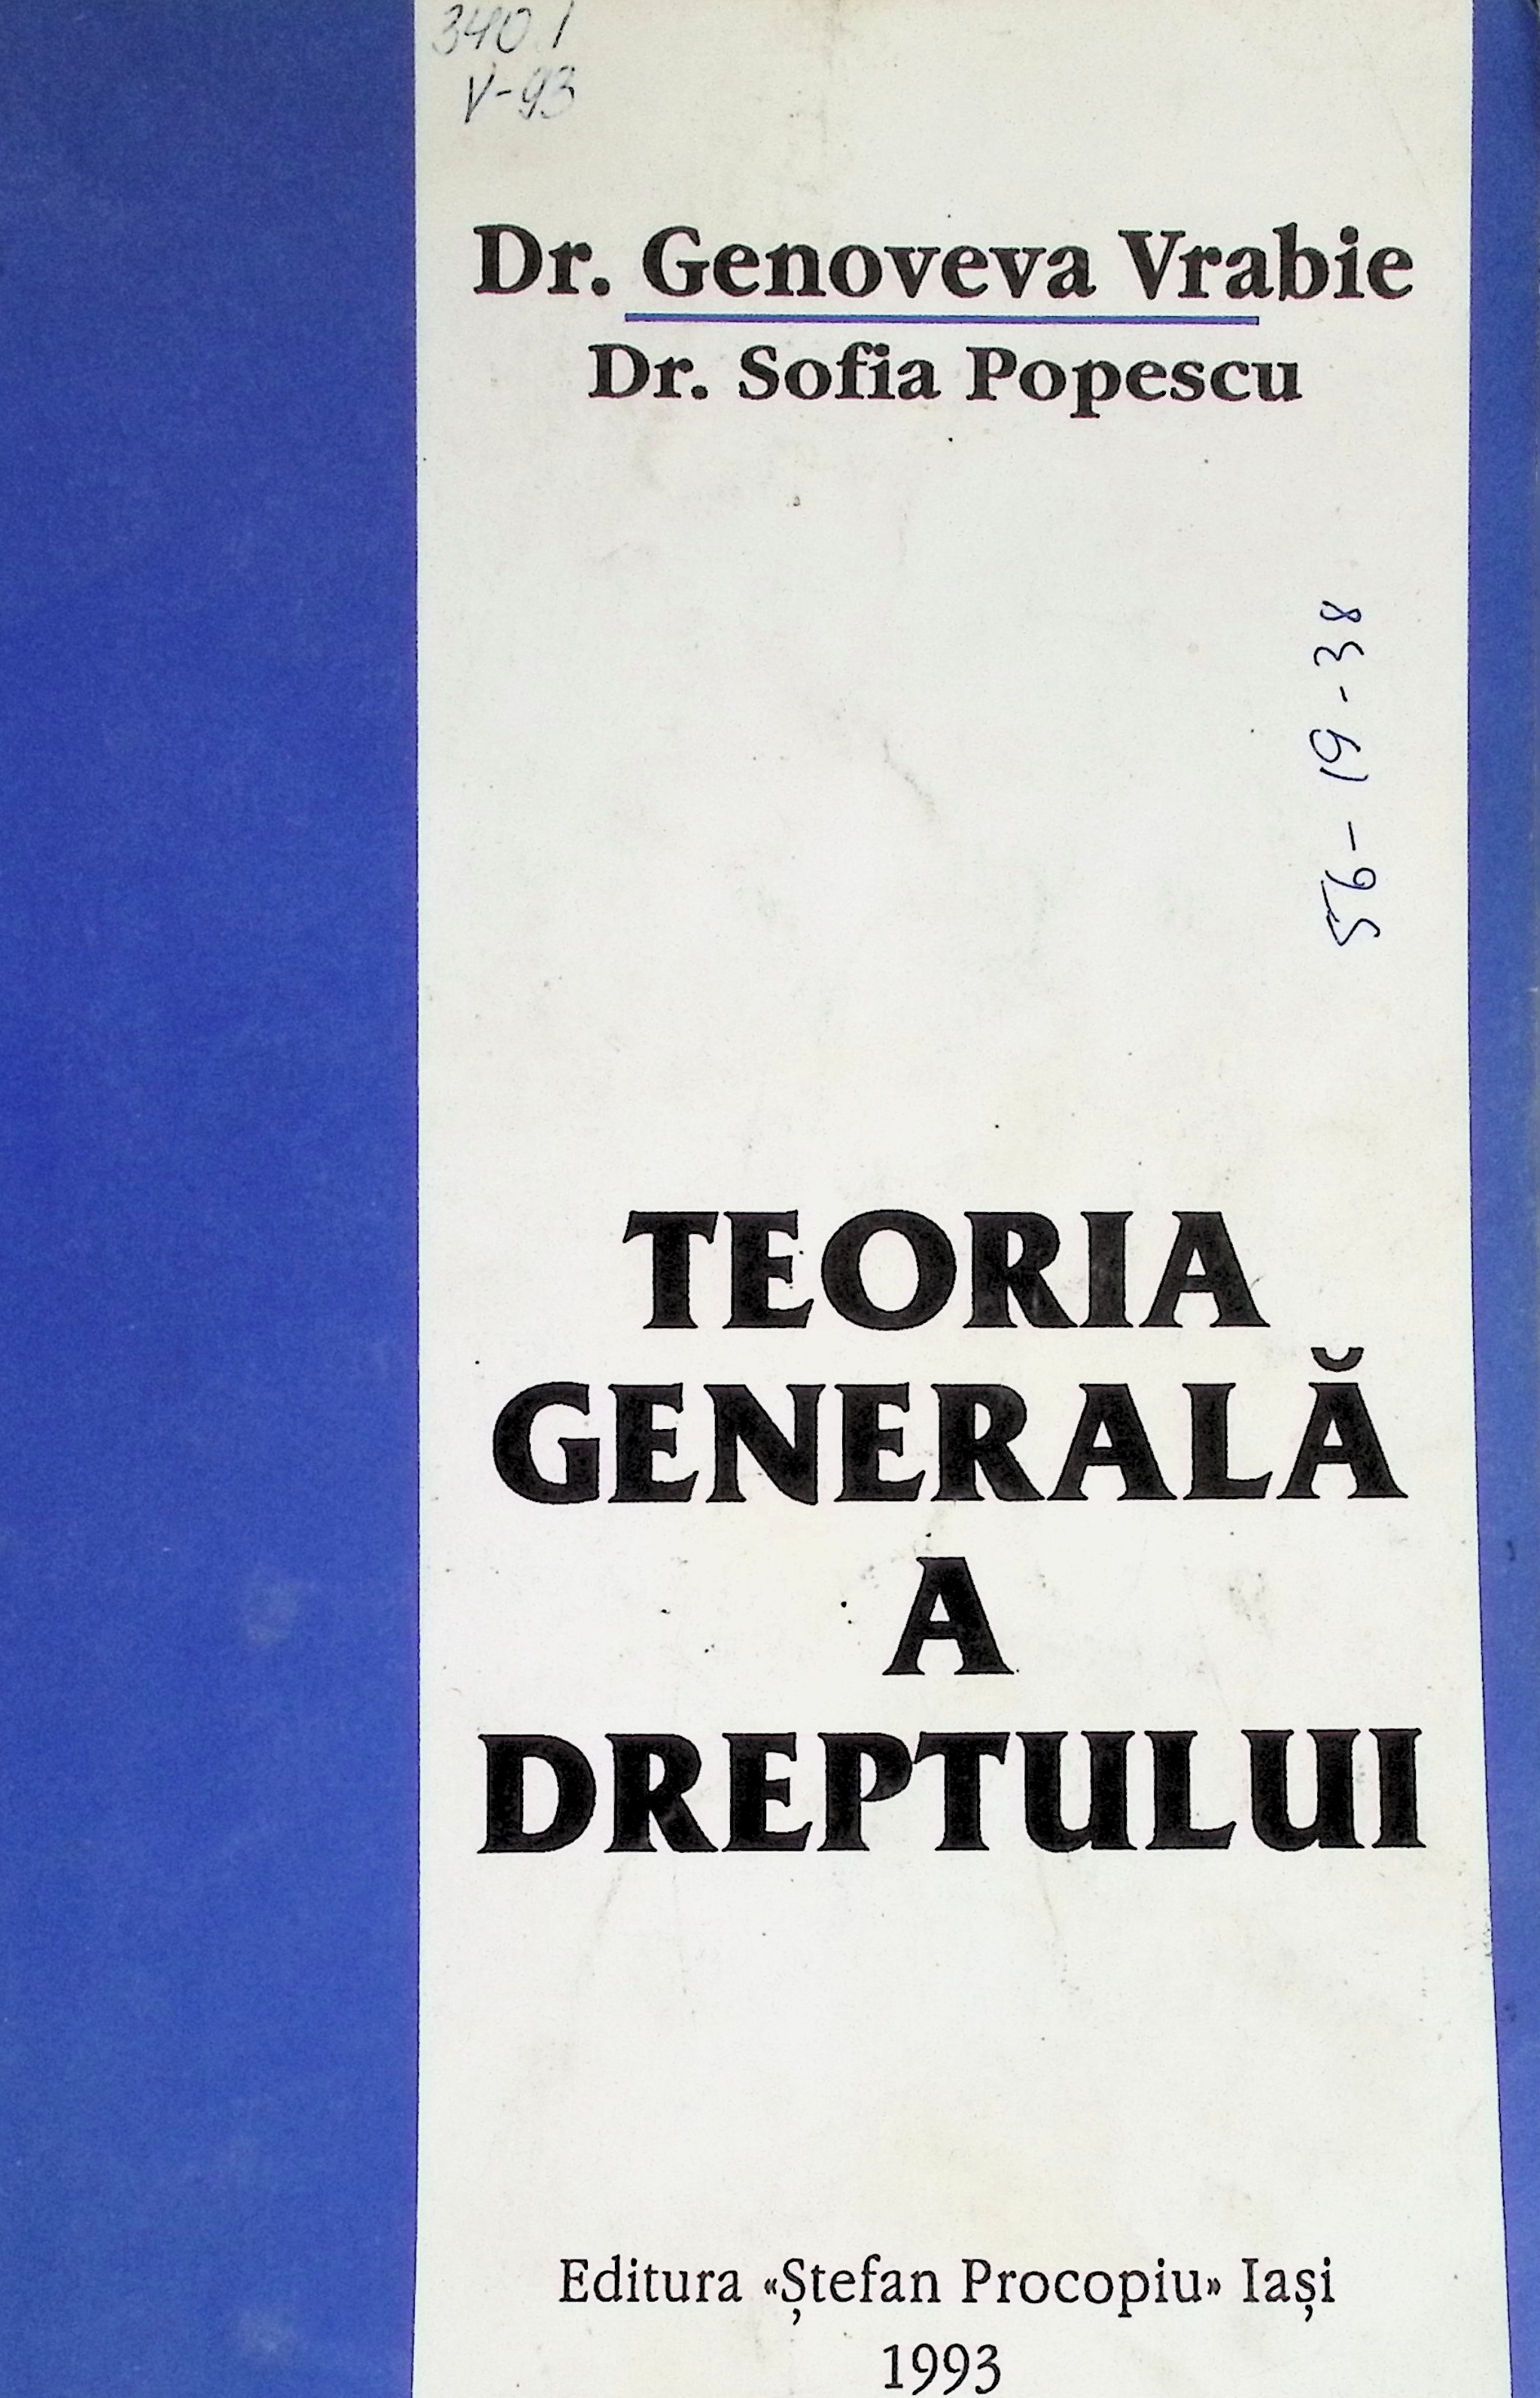 340.1
V-93
Dr. Genoveva Vrabie
Dr. Sofia Popescu
56-19-38
TEORIA
GENERALĂ
A
DREPTULUI
Editura «Ștefan Procopiu» Iași
1993